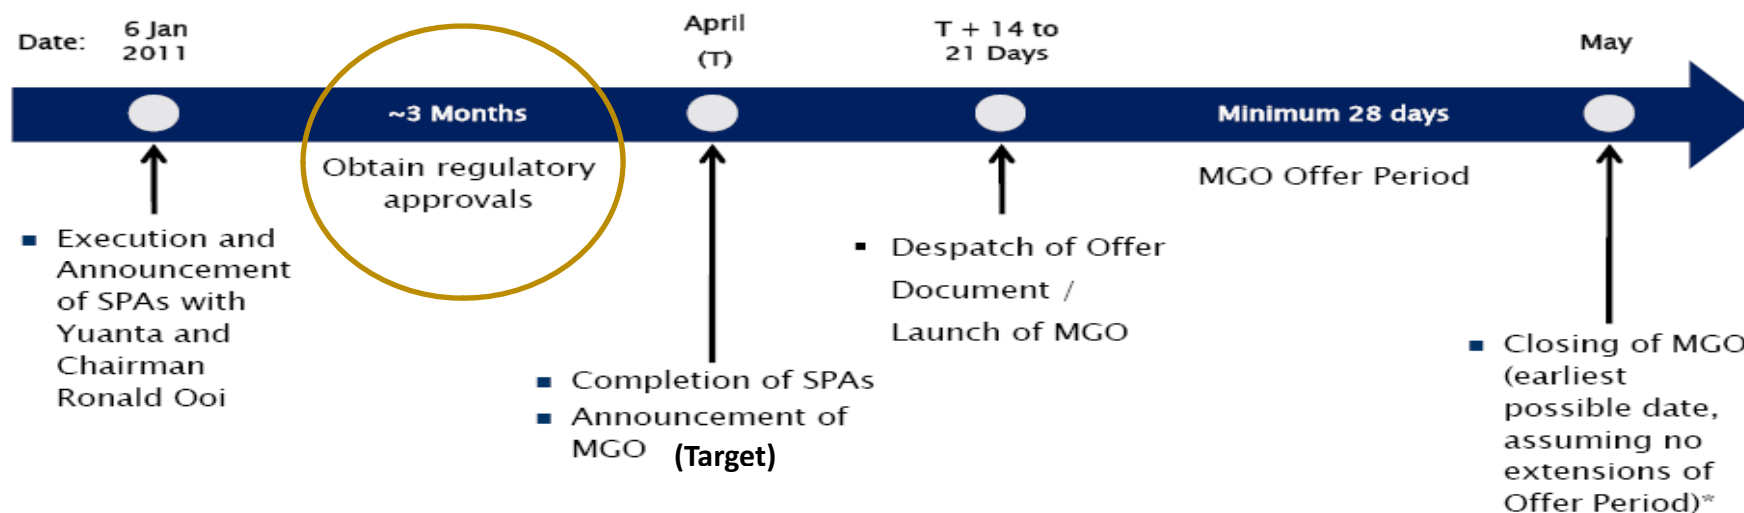 Date:
6 Jan
2011
April
(T)
T + 14 to
21 Days
May
~3 Months
Minimum 28 days
Obtain regulatory
approvals
MGO Offer Period
▪ Execution and
Announcement
of SPAs with
Yuanta and
Chairman
Ronald Ooi
▪ Completion of SPAs
▪ Announcement of
MGO (Target)
▪ Despatch of Offer
Document /
Launch of MGO
▪ Closing of MGO
(earliest
possible date,
assuming no
extensions of
Offer Period)*